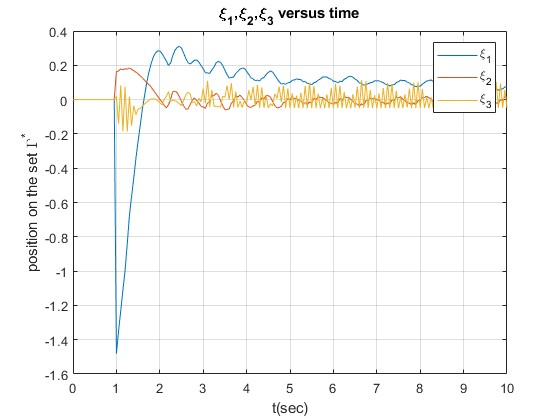 ξ₁,ξ₂,ξ₃ versus time
position on the set Γ*
0.4
0.2
0
-0.2
-0.4
-0.6
-0.8
-1
-1.2
-1.4
-1.6
0 1 2 3 4 5 6 7 8 9 10
t(sec)
ξ₁
ξ₂
ξ₃